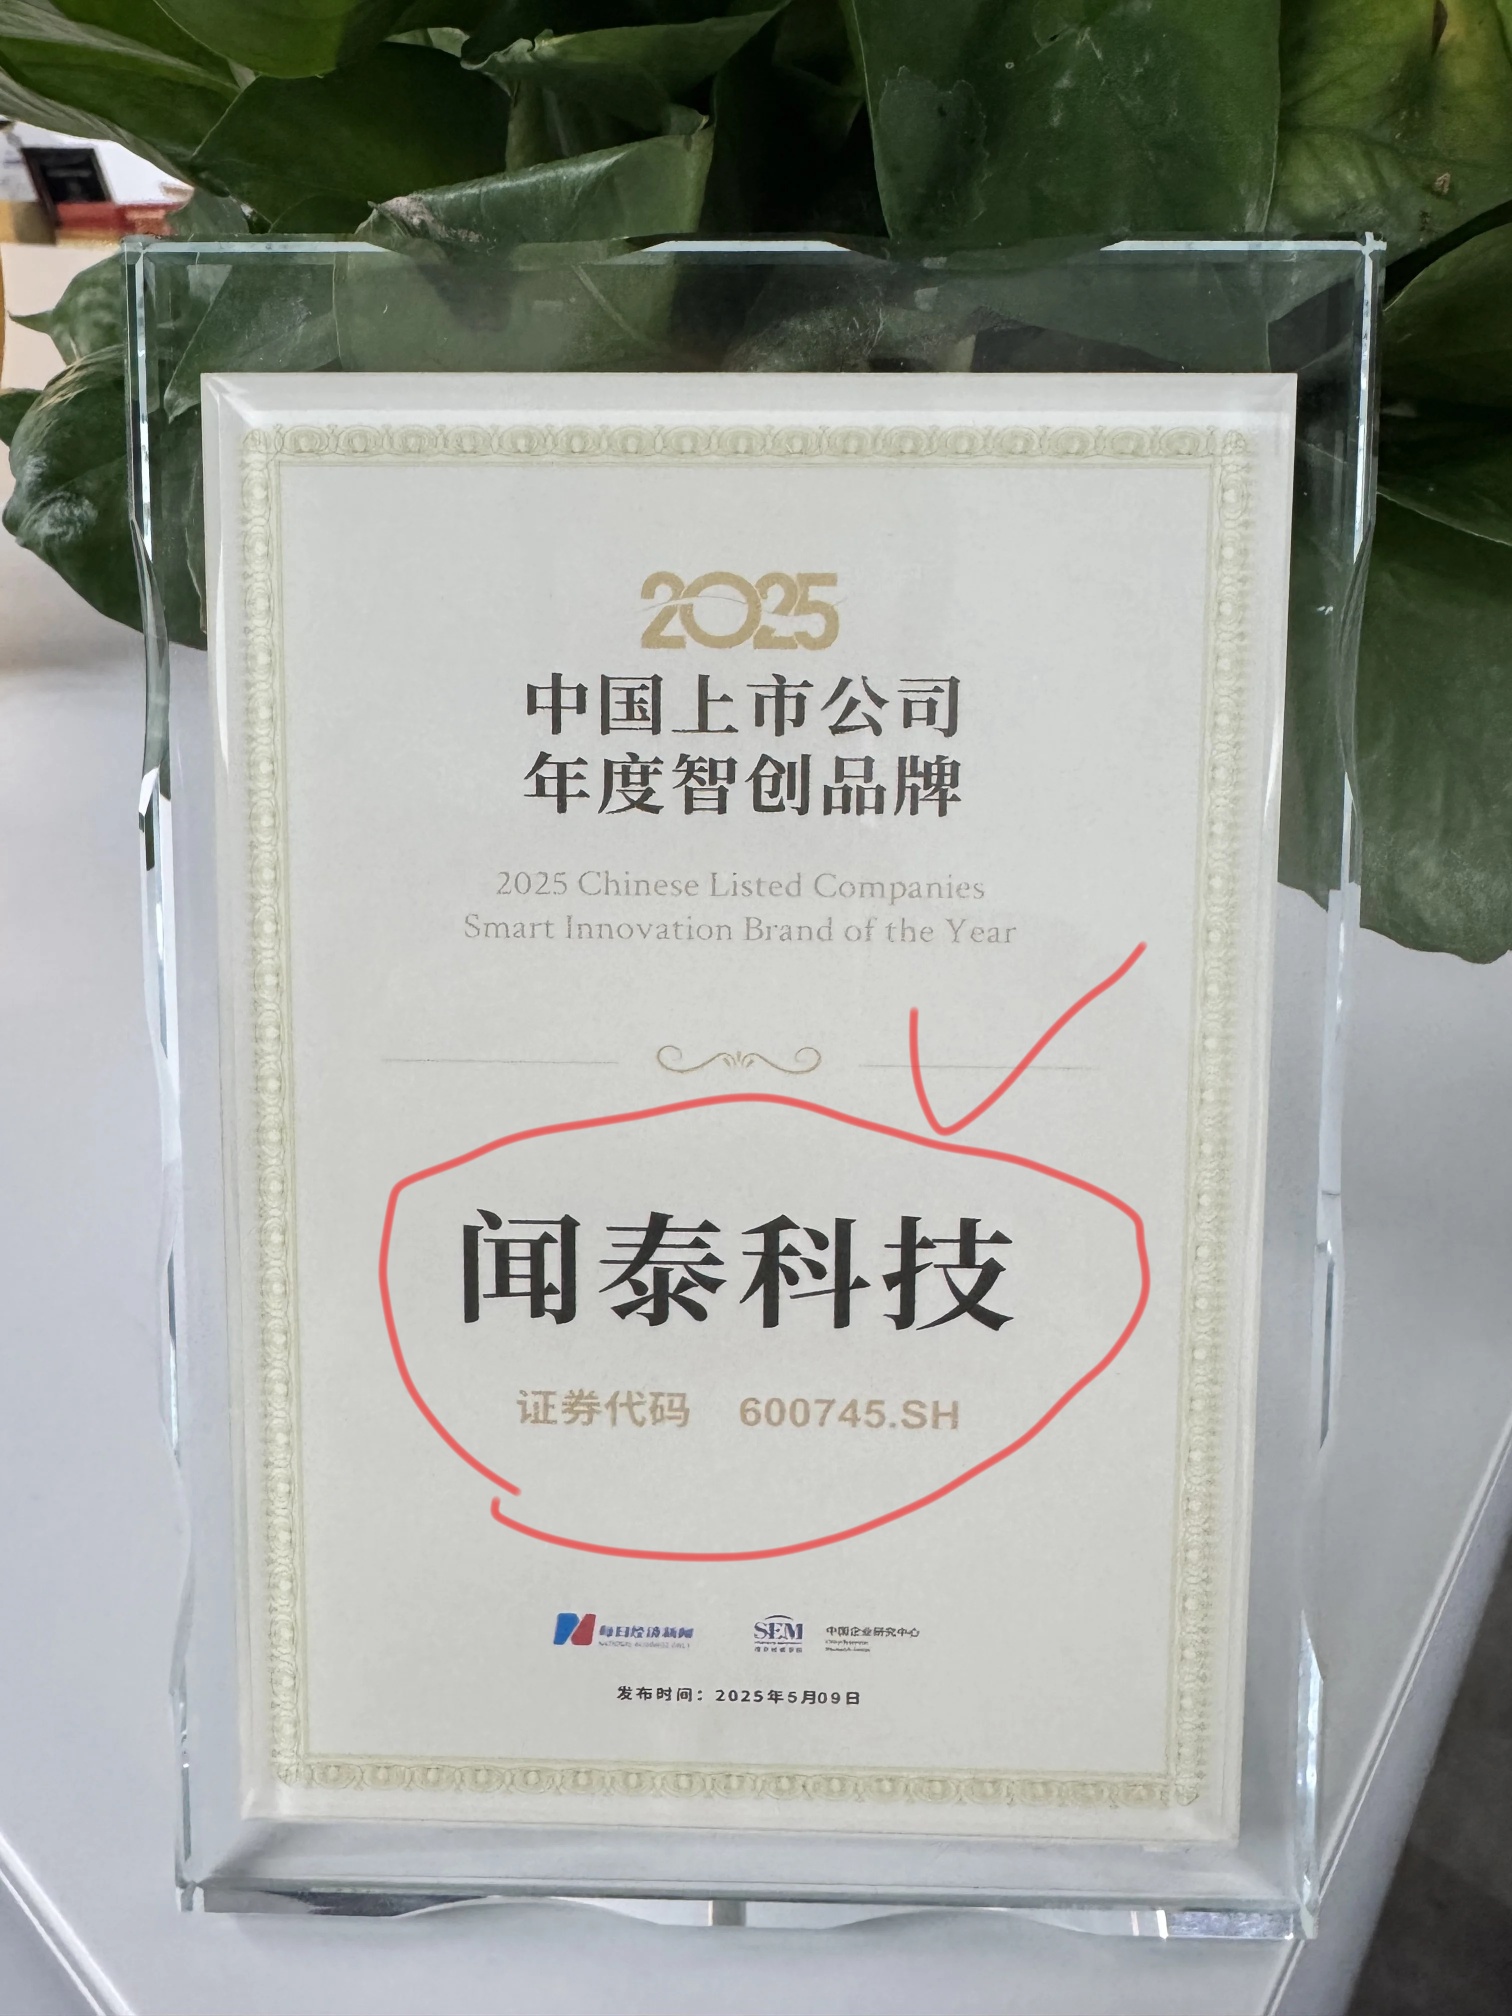 2025
中国上市公司
年度智创品牌
2025 Chinese Listed Companies
Smart Innovation Brand of the Year
闻泰科技
证券代码 600745.SH
每日经济新闻
SEM 中国企业研究中心
发布时间：2025年5月09日